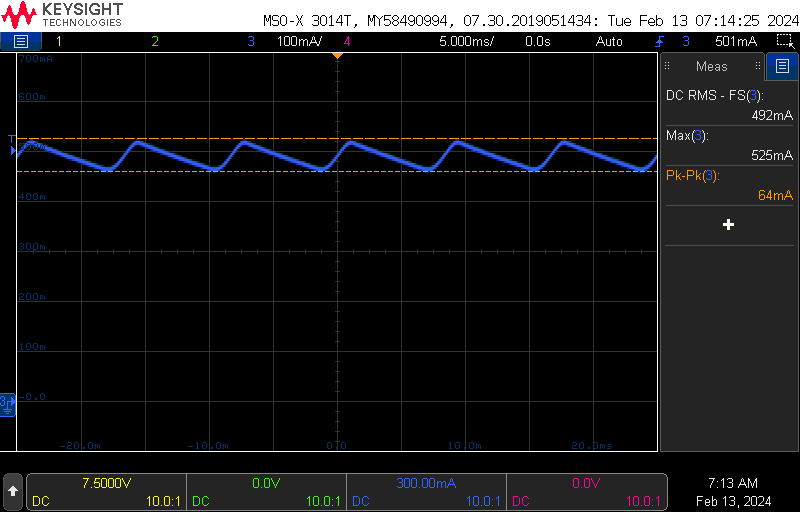 KEYSIGHT
TECHNOLOGIES
MSO-X 3014T, MY58490994, 07.30.2019051434: Tue Feb 13 07:14:25 2024
1 2 3 100mA/ 4 5.000ms/ 0.0s Auto 3 501mA
700mA
600m
T
400m
300m
200m
100m
0.0
3
-20.0m -10.0m 0.0 10.0m 20.0ms
Meas
DC RMS - FS(3):
492mA
Max(3):
525mA
Pk-Pk(3):
64mA
7.5000V 0.0V 300.00mA 0.0V
DC 10.0:1 DC 10.0:1 DC 10.0:1 DC 10.0:1
7:13 AM
Feb 13, 2024